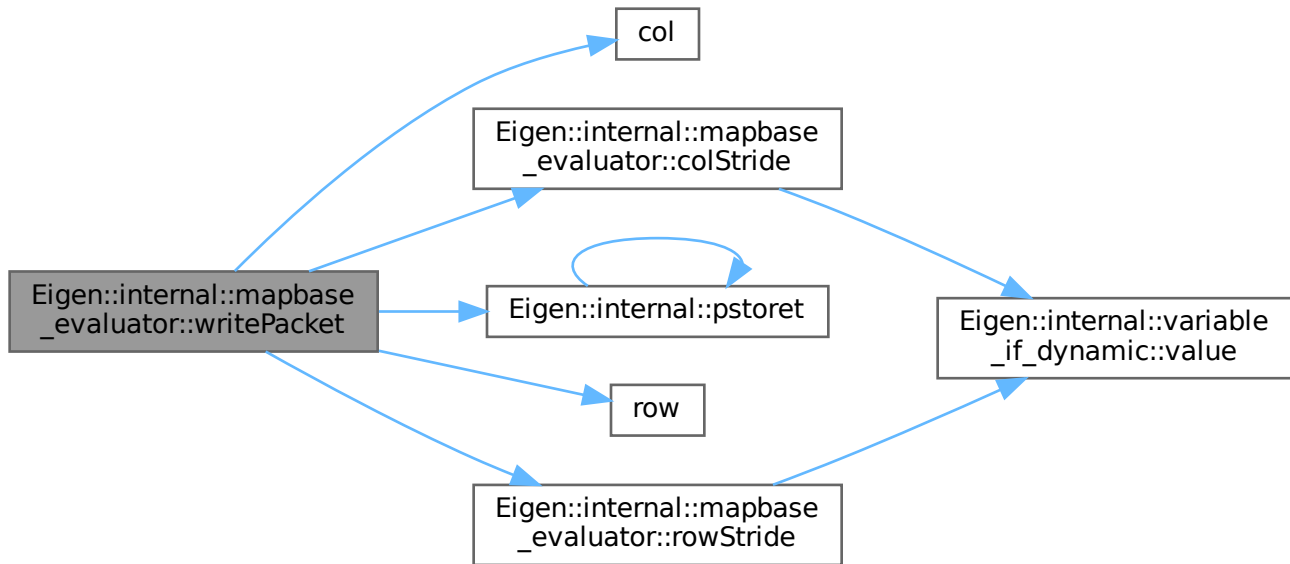 col
Eigen::internal::mapbase
_evaluator::colStride
Eigen::internal::mapbase
_evaluator::writePacket
Eigen::internal::pstoret
Eigen::internal::variable
_if_dynamic::value
row
Eigen::internal::mapbase
_evaluator::rowStride